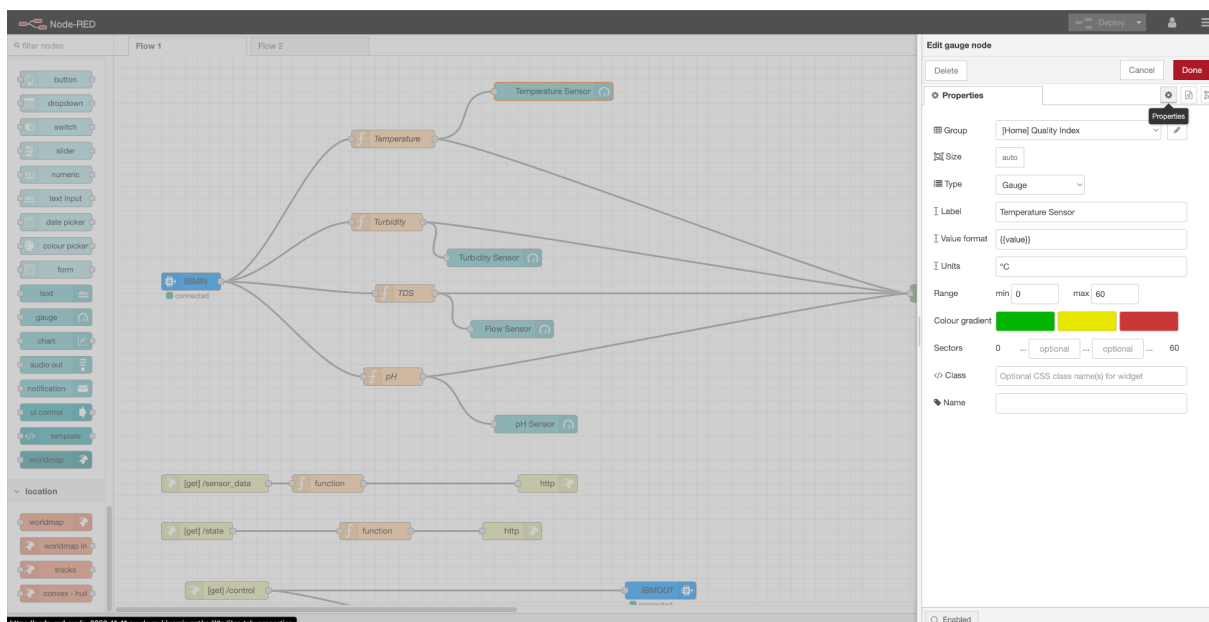 Node-RED
Deploy
filter nodes
Flow 1
Flow 2
button
dropdown
switch
slider
numeric
text input
date picker
colour picker
form
text
abc
gauge
chart
audio out
notification
ui control
template
worldmap
location
worldmap
worldmap in
tracks
convex - hull
Temperature Sensor
Temperature
Turbidity
Turbidity Sensor
IBMIN
connected
TDS
Flow Sensor
pH
pH Sensor
[get] /sensor_data
function
http
[get] /state
function
http
[get] /control
IBMOUT
connected
Edit gauge node
Delete
Cancel
Done
Properties
Properties
Group
[Home] Quality Index
Size
auto
Type
Gauge
Label
Temperature Sensor
Value format
{{value}}
Units
°C
Range
min 0
max 60
Colour gradient
Sectors
0 ... optional ... optional ... 60
</> Class
Optional CSS class name(s) for widget
Name
Enabled